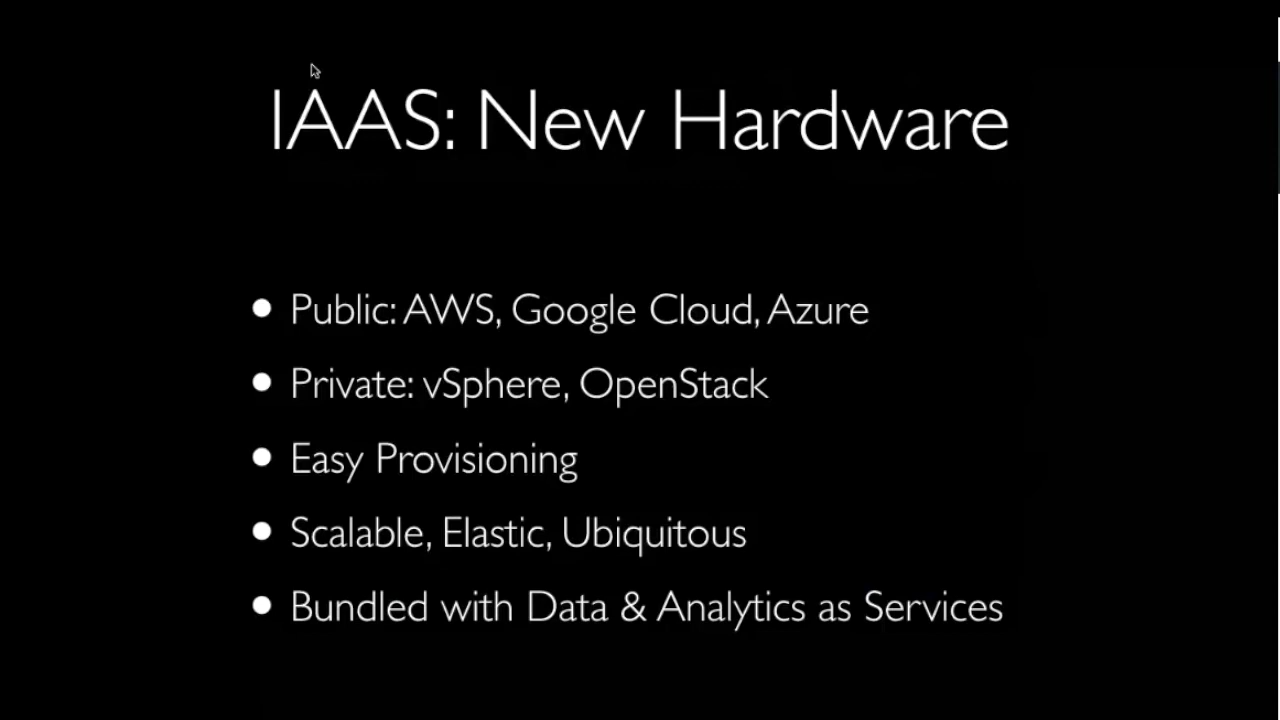 IAAS: New Hardware
• Public: AWS, Google Cloud, Azure
• Private: vSphere, OpenStack
• Easy Provisioning
• Scalable, Elastic, Ubiquitous
• Bundled with Data & Analytics as Services